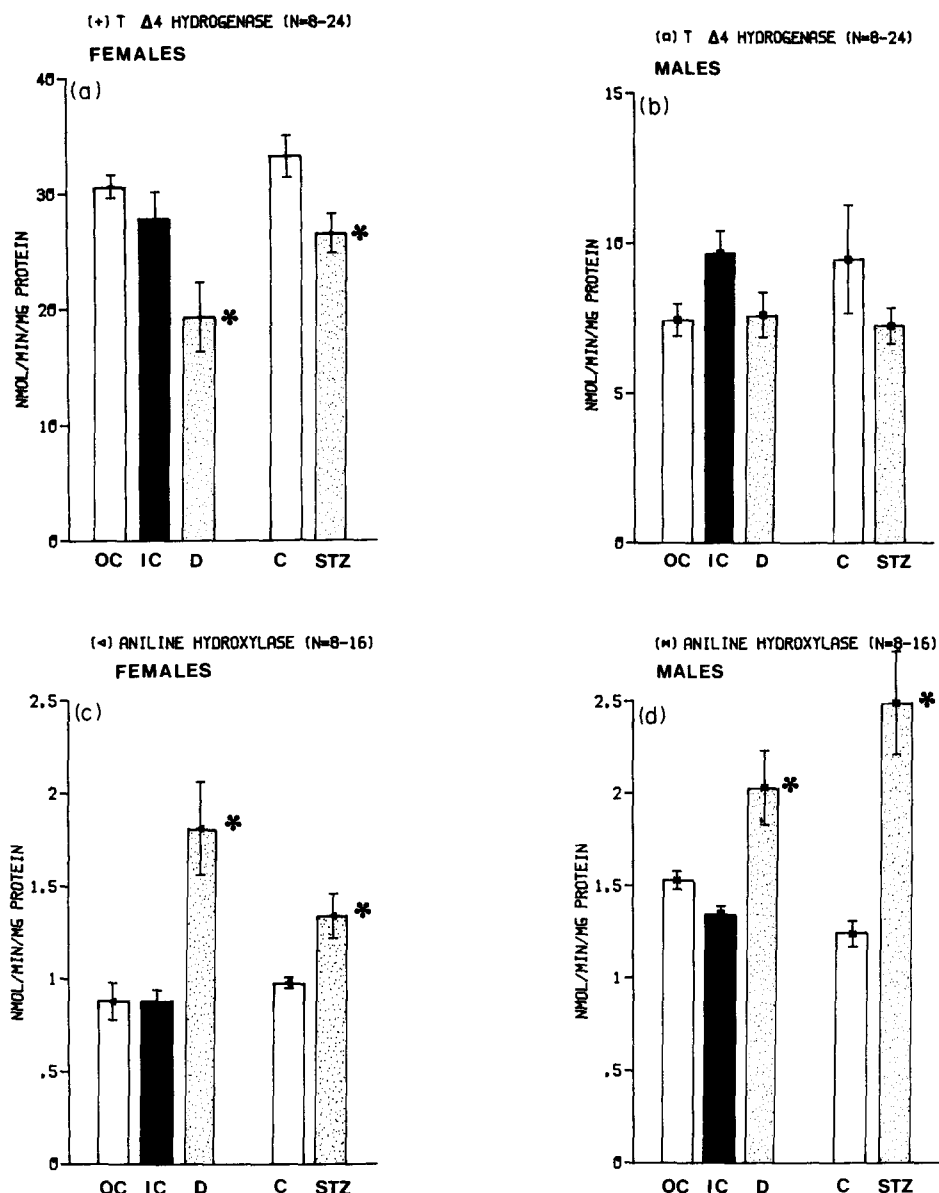 (+) T Δ4 HYDROGENASE (N=8-24)
FEMALES
(a)
40
30
20
10
0
NMOL/MIN/MG PROTEIN
OC IC D C STZ
*
*
(¤) T Δ4 HYDROGENASE (N=8-24)
MALES
(b)
15
10
5
0
NMOL/MIN/MG PROTEIN
OC IC D C STZ
(◁) ANILINE HYDROXYLASE (N=8-16)
FEMALES
(c)
2.5
2
1.5
1
.5
0
NMOL/MIN/MG PROTEIN
OC IC D C STZ
*
*
(⋈) ANILINE HYDROXYLASE (N=8-16)
MALES
(d)
2.5
2
1.5
1
.5
0
NMOL/MIN/MG PROTEIN
OC IC D C STZ
*
*